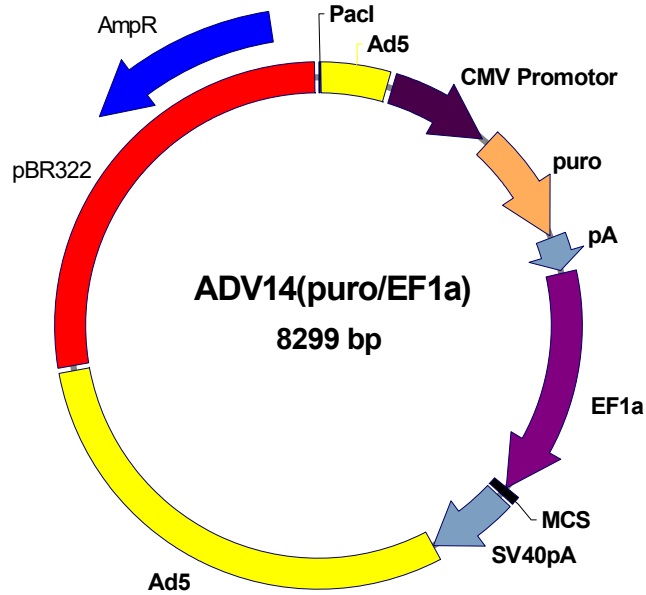 AmpR
PacI
Ad5
CMV Promotor
pBR322
puro
pA
ADV14(puro/EF1a)
8299 bp
EF1a
MCS
SV40pA
Ad5